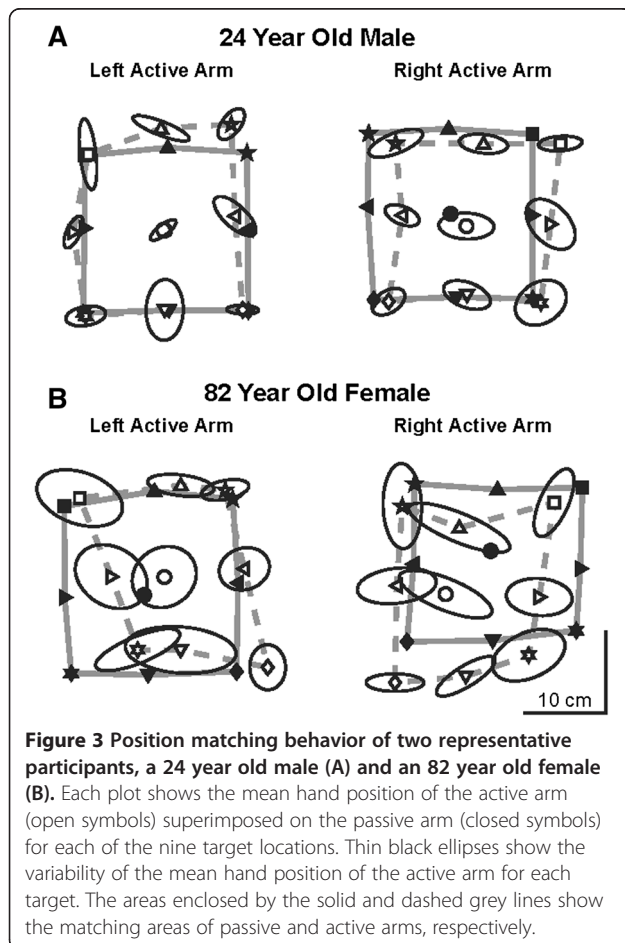 A
24 Year Old Male
Left Active Arm
Right Active Arm
B
82 Year Old Female
Left Active Arm
Right Active Arm
10 cm
Figure 3 Position matching behavior of two representative
participants, a 24 year old male (A) and an 82 year old female
(B). Each plot shows the mean hand position of the active arm
(open symbols) superimposed on the passive arm (closed symbols)
for each of the nine target locations. Thin black ellipses show the
variability of the mean hand position of the active arm for each
target. The areas enclosed by the solid and dashed grey lines show
the matching areas of passive and active arms, respectively.